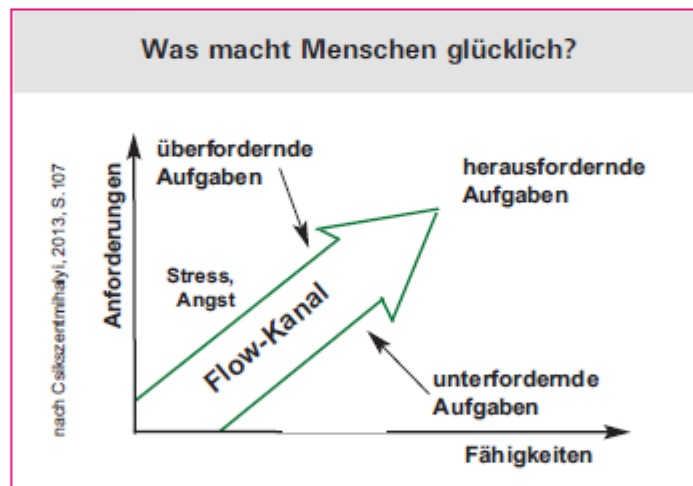 Was macht Menschen glücklich?
nach Csikszentmihalyi, 2013, S. 107
Anforderungen
überfordernde
Aufgaben
herausfordernde
Aufgaben
Stress,
Angst
Flow-Kanal
unterfordernde
Aufgaben
Fähigkeiten